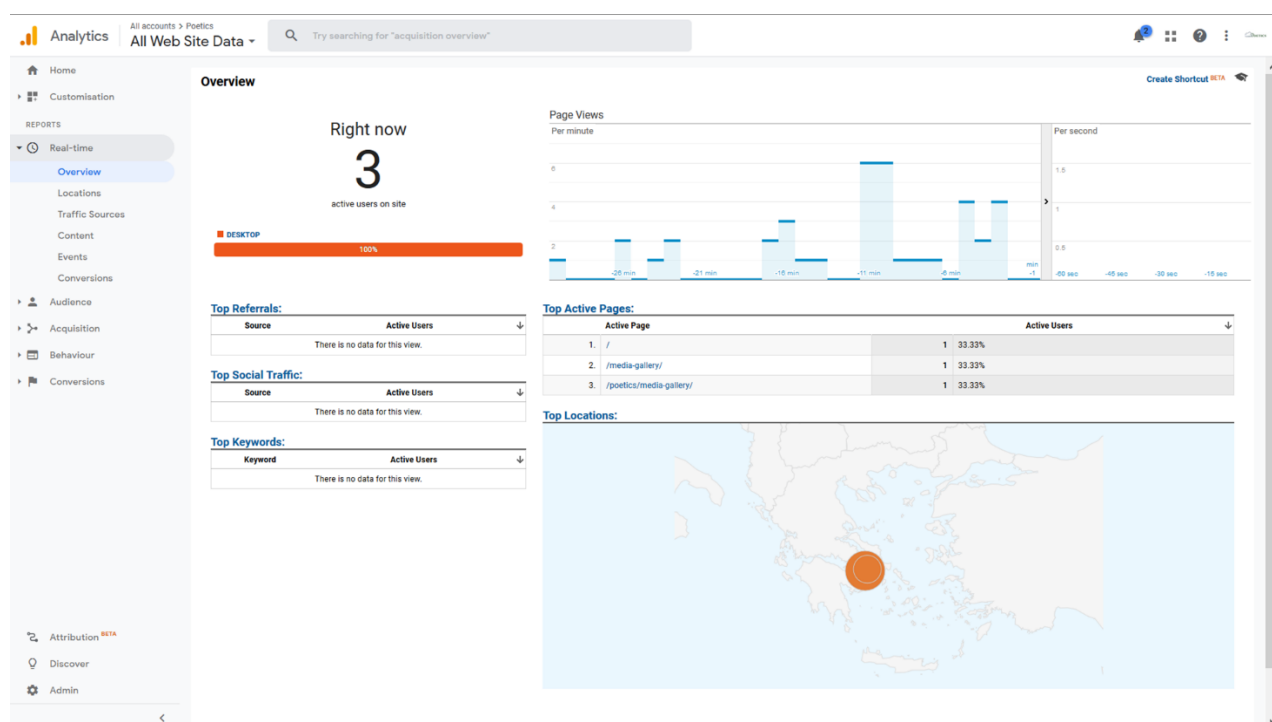 All accounts > Poetics
Analytics
All Web Site Data
Try searching for "acquisition overview"
2
Home
Customisation
REPORTS
Real-time
Overview
Locations
Traffic Sources
Content
Events
Conversions
Audience
Acquisition
Behaviour
Conversions
Attribution BETA
Discover
Admin
Overview
Create Shortcut BETA
Right now
3
active users on site
DESKTOP
100%
Page Views
Per minute
6
4
2
-26 min
-21 min
-16 min
-11 min
-6 min
min
-1
Per second
1.5
1
0.5
-60 sec
-45 sec
-30 sec
-15 sec
Top Referrals:
Source Active Users
There is no data for this view.
Top Social Traffic:
Source Active Users
There is no data for this view.
Top Keywords:
Keyword Active Users
There is no data for this view.
Top Active Pages:
Active Page Active Users
1. / 1 33.33%
2. /media-gallery/ 1 33.33%
3. /poetics/media-gallery/ 1 33.33%
Top Locations: